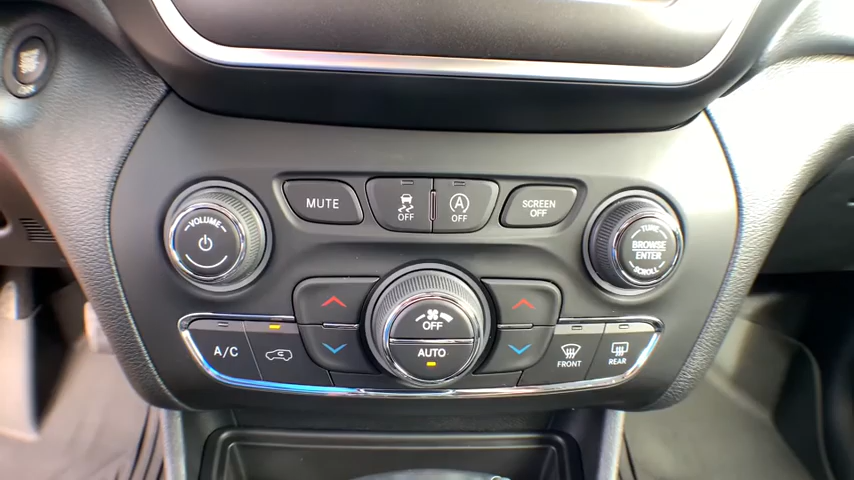 MUTE
OFF
A
OFF
SCREEN
OFF
VOLUME
TUNE
BROWSE
ENTER
SCROLL
OFF
AUTO
A/C
FRONT
REAR